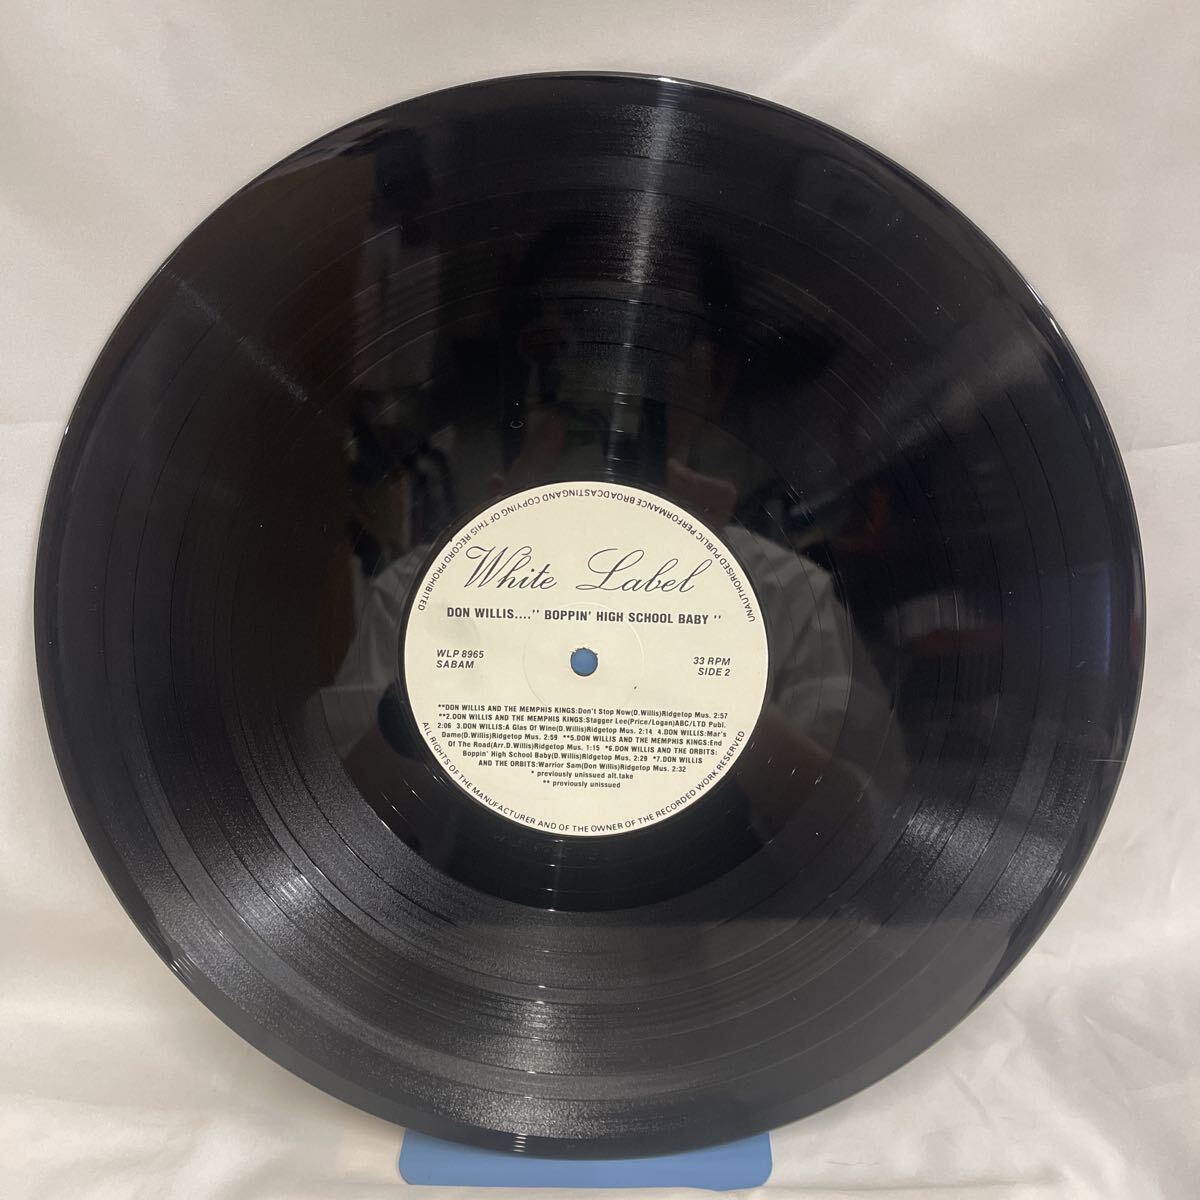 UNAUTHORISED PUBLIC PERFORMANCE BROADCASTING AND COPYING OF THIS RECORD PROHIBITED
White Label
DON WILLIS....'' BOPPIN' HIGH SCHOOL BABY ''
WLP 8965
SABAM
33 RPM
SIDE 2
**DON WILLIS AND THE MEMPHIS KINGS:Don't Stop Now(D.Willis)Ridgetop Mus. 2:57
**2.DON WILLIS AND THE MEMPHIS KINGS:Stagger Lee(Price/Logan)ABC/LTD Publ.
2:06 3.DON WILLIS:A Glas Of Wine(D.Willis)Ridgetop Mus. 2:14 4.DON WILLIS:Mar's
Dame(D.Willis)Ridgetop Mus. 2:59 **5.DON WILLIS AND THE MEMPHIS KINGS:End
Of The Road(Arr.D.Willis)Ridgetop Mus. 1:15 *6.DON WILLIS AND THE ORBITS:
Boppin' High School Baby(D.Willis)Ridgetop Mus. 2:29 *7.DON WILLIS
AND THE ORBITS:Warrior Sam(Don Willis)Ridgetop Mus. 2:32
* previously unissued alt.take
** previously unissued
ALL RIGHTS OF THE MANUFACTURER AND OF THE OWNER OF THE RECORDED WORK RESERVED